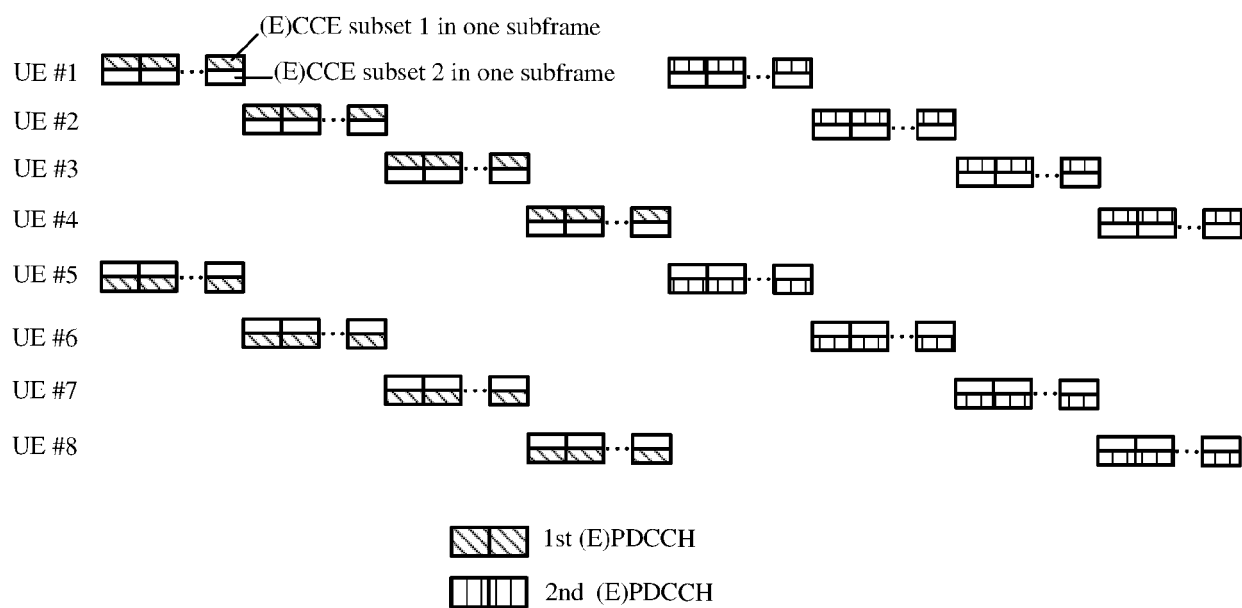 (E)CCE subset 1 in one subframe
UE #1
(E)CCE subset 2 in one subframe
UE #2
UE #3
UE #4
UE #5
UE #6
UE #7
UE #8
1st (E)PDCCH
2nd (E)PDCCH